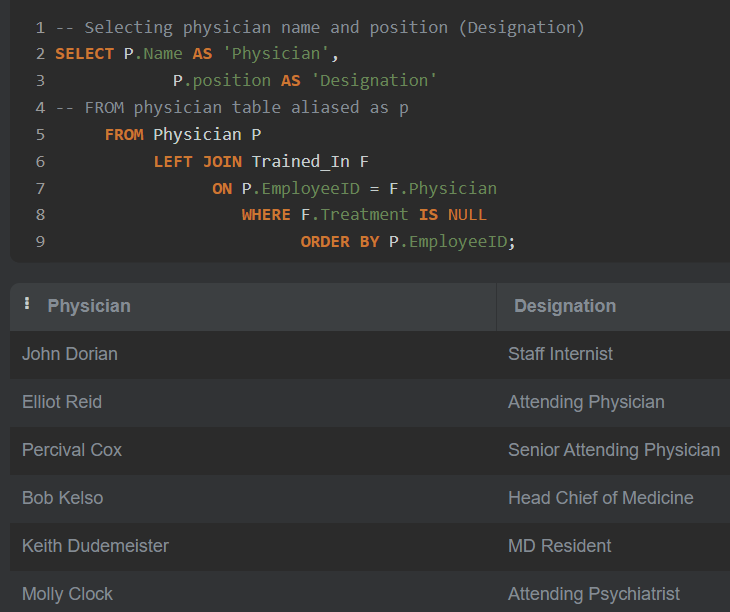 1 -- Selecting physician name and position (Designation)
2 SELECT P.Name AS 'Physician',
3 P.position AS 'Designation'
4 -- FROM physician table aliased as p
5 FROM Physician P
6 LEFT JOIN Trained_In F
7 ON P.EmployeeID = F.Physician
8 WHERE F.Treatment IS NULL
9 ORDER BY P.EmployeeID;
Physician Designation
John Dorian Staff Internist
Elliot Reid Attending Physician
Percival Cox Senior Attending Physician
Bob Kelso Head Chief of Medicine
Keith Dudemeister MD Resident
Molly Clock Attending Psychiatrist